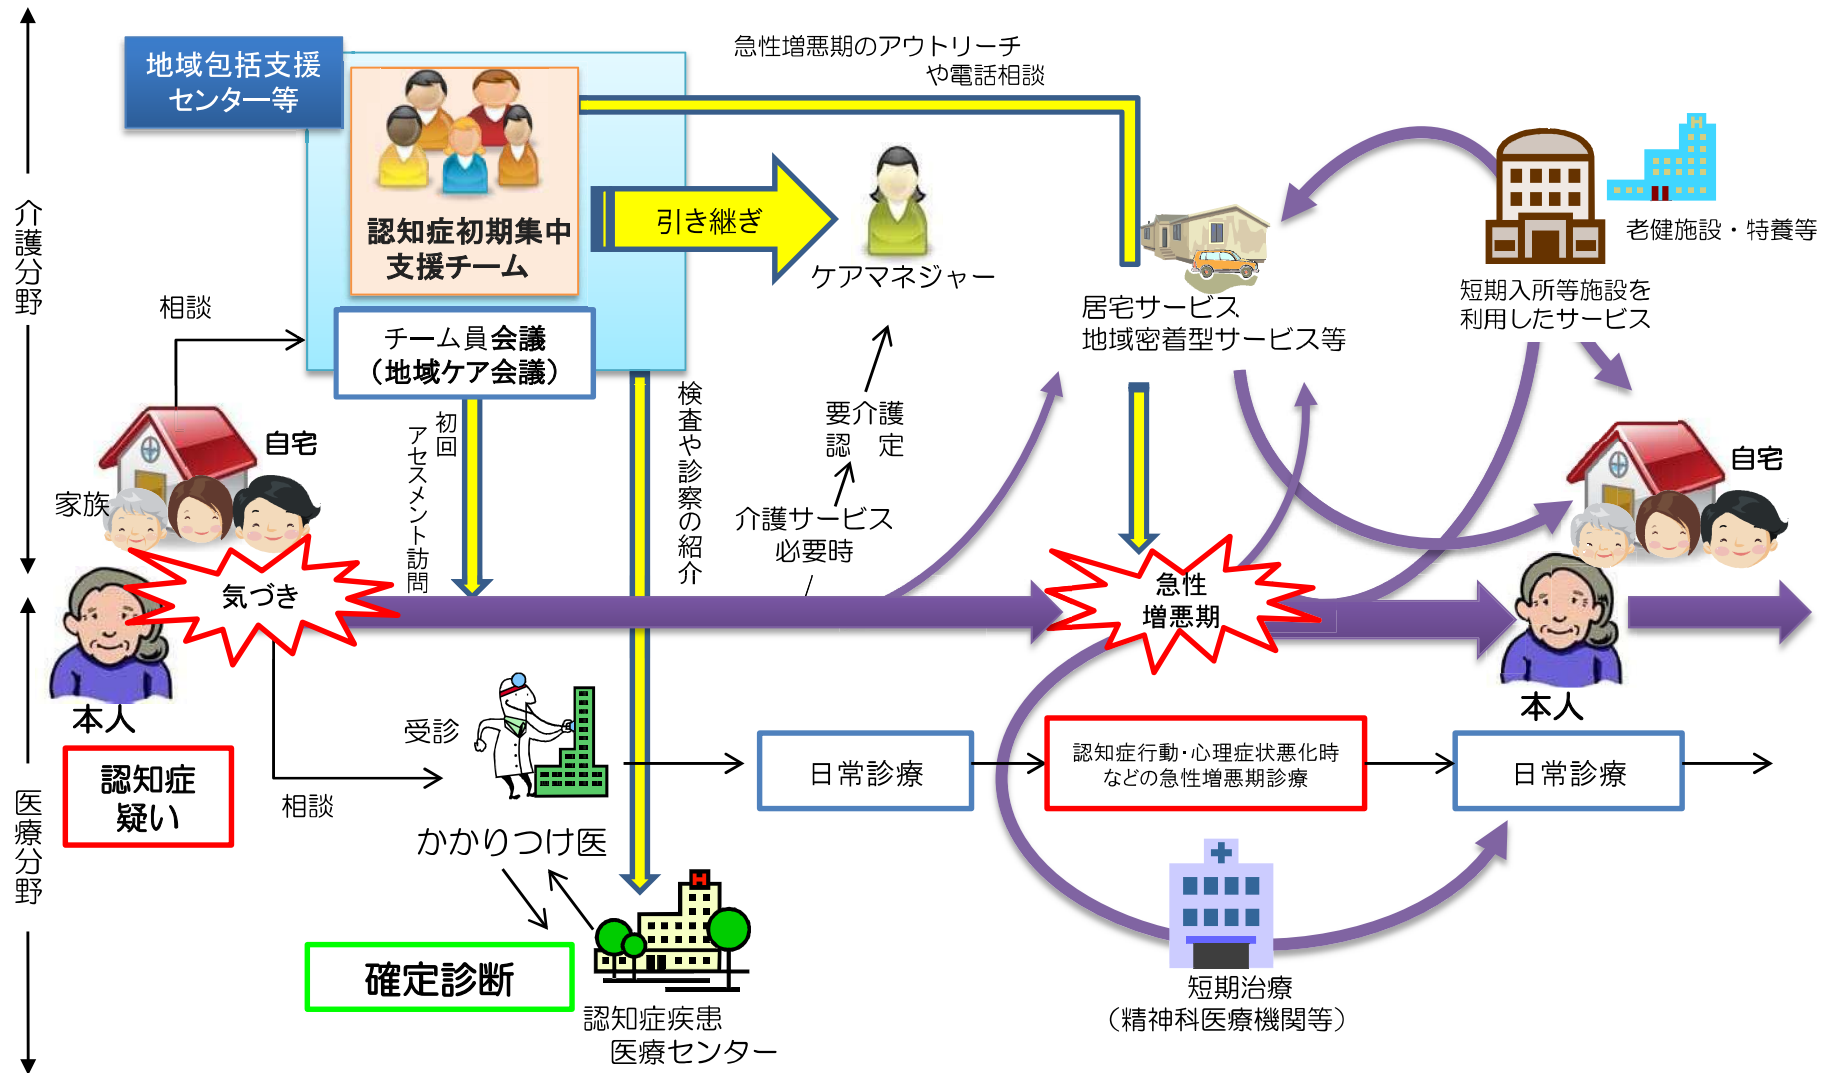 介護分野
医療分野
地域包括支援
センター等
認知症初期集中
支援チーム
チーム員会議
（地域ケア会議）
急性増悪期のアウトリーチ
や電話相談
引き継ぎ
ケアマネジャー
居宅サービス
地域密着型サービス等
老健施設・特養等
短期入所等施設を
利用したサービス
相談
自宅
家族
初回
アセスメント訪問
検査や診察の紹介
要介護
認　定
介護サービス
必要時
自宅
気づき
急性
増悪期
本人
本人
認知症
疑い
相談
受診
かかりつけ医
日常診療
認知症行動・心理症状悪化時
などの急性増悪期診療
日常診療
確定診断
認知症疾患
医療センター
短期治療
（精神科医療機関等）